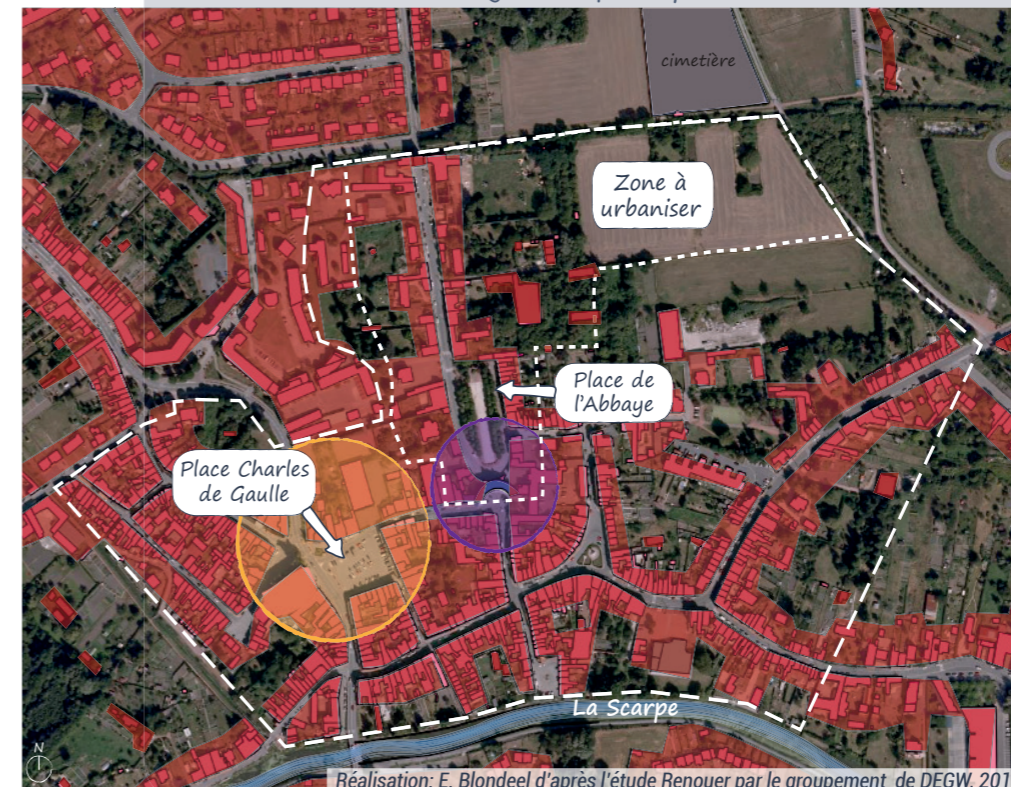 cimetière
Zone à
urbaniser
Place de
l'Abbaye
Place Charles
de Gaulle
La Scarpe
N
Réalisation: E. Blondeel d'après l'étude Renouer par le groupement de DEGW, 201